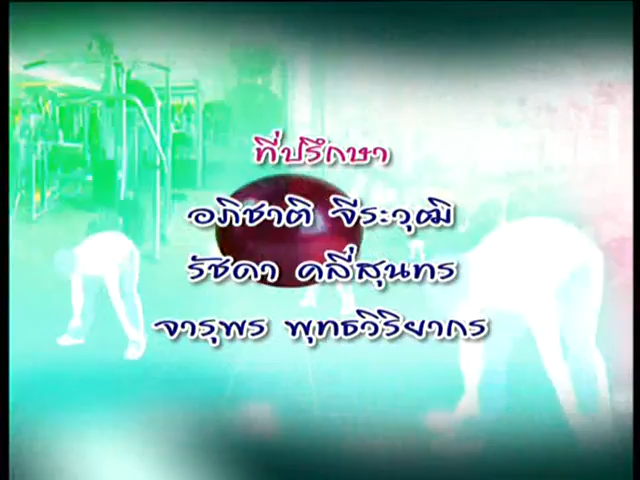 ที่ปรึกษา
อภิชาติ จีระวุฒิ
รัชดา คลี่สุนทร
จารุพร พุทธวิริยากร